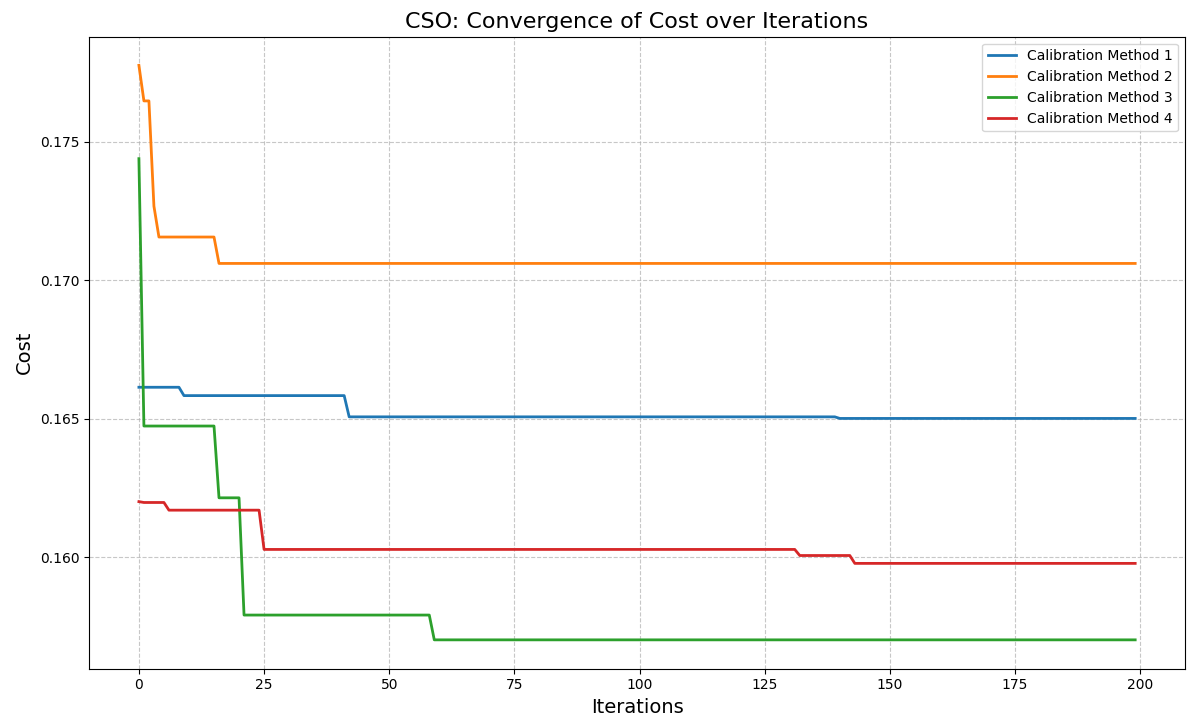 CSO: Convergence of Cost over Iterations
Calibration Method 1
Calibration Method 2
Calibration Method 3
Calibration Method 4
Cost
0.175
0.170
0.165
0.160
0 25 50 75 100 125 150 175 200
Iterations